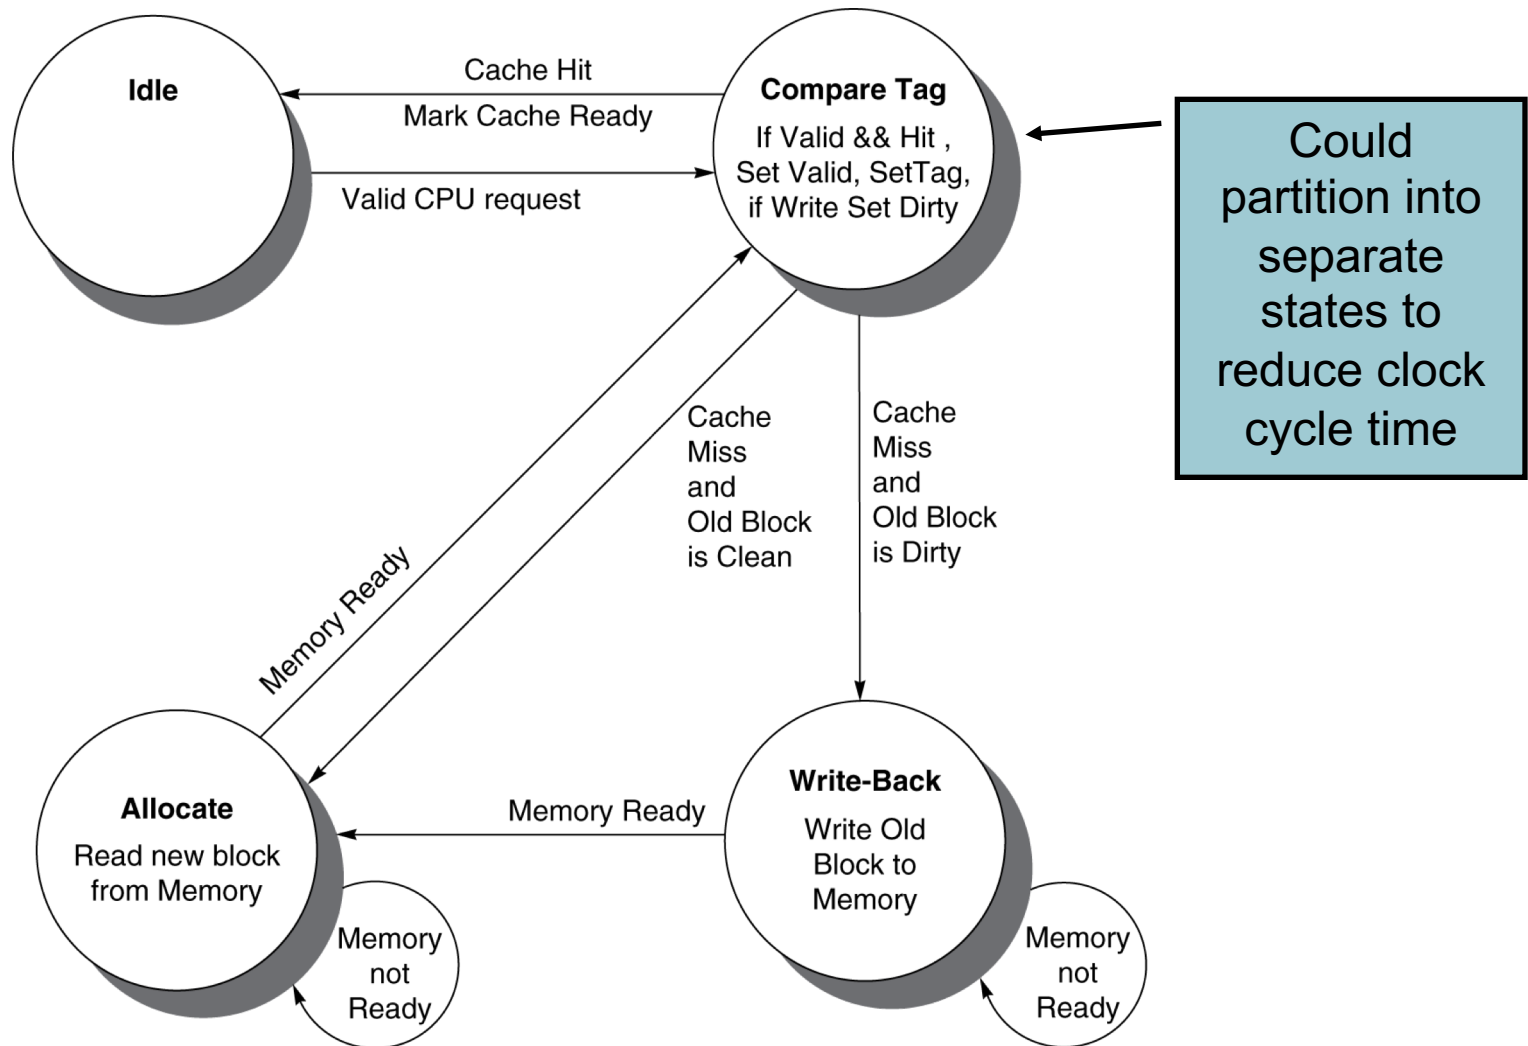 Idle
Cache Hit
Mark Cache Ready
Valid CPU request
Compare Tag
If Valid && Hit ,
Set Valid, SetTag,
if Write Set Dirty
Could
partition into
separate
states to
reduce clock
cycle time
Cache
Miss
and
Old Block
is Clean
Cache
Miss
and
Old Block
is Dirty
Memory Ready
Allocate
Read new block
from Memory
Memory
not
Ready
Memory Ready
Write-Back
Write Old
Block to
Memory
Memory
not
Ready